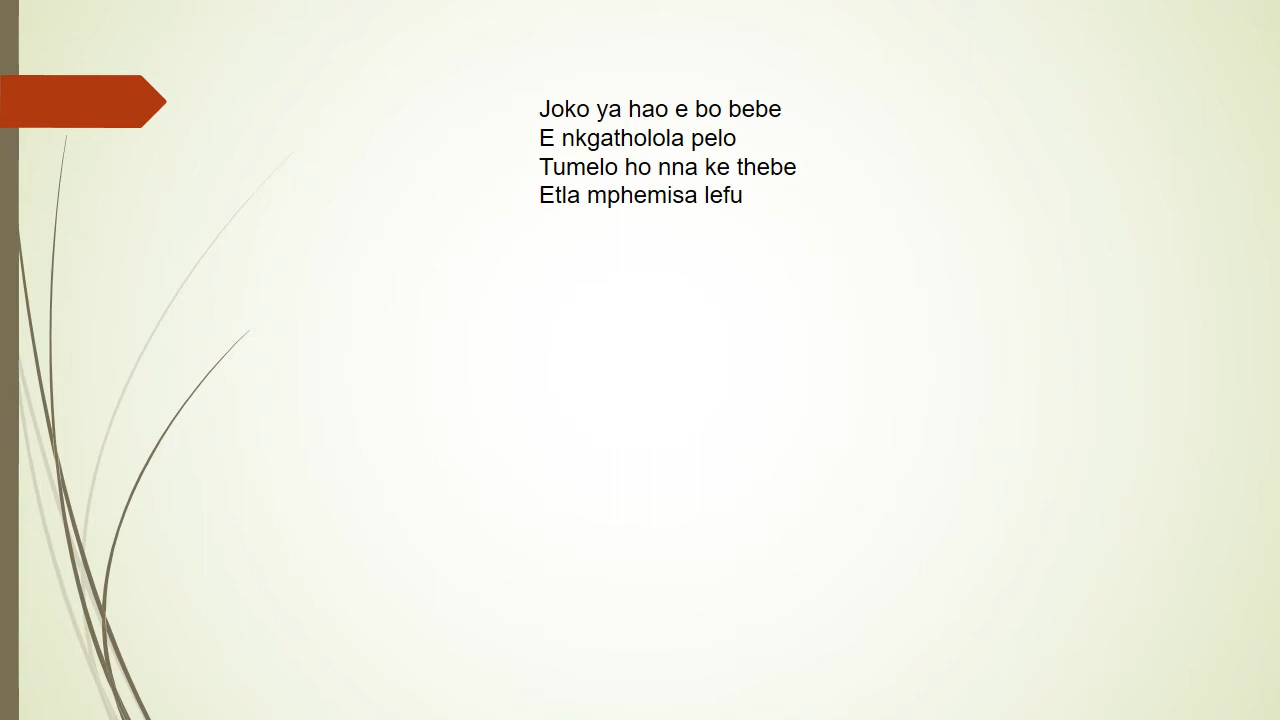 Joko ya hao e bo bebe
E nkgatholola pelo
Tumelo ho nna ke thebe
Etla mphemisa lefu